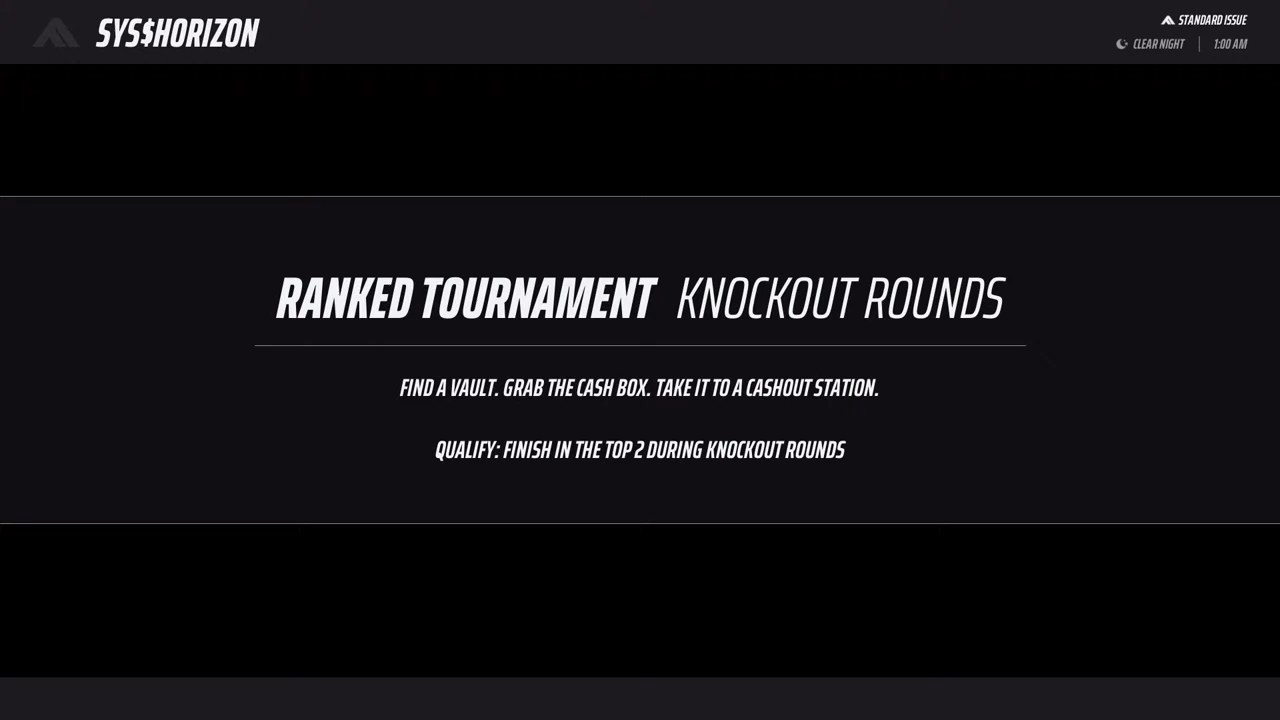 SYS$HORIZON
STANDARD ISSUE
CLEAR NIGHT | 1:00 AM
RANKED TOURNAMENT KNOCKOUT ROUNDS
FIND A VAULT. GRAB THE CASH BOX. TAKE IT TO A CASHOUT STATION.
QUALIFY: FINISH IN THE TOP 2 DURING KNOCKOUT ROUNDS